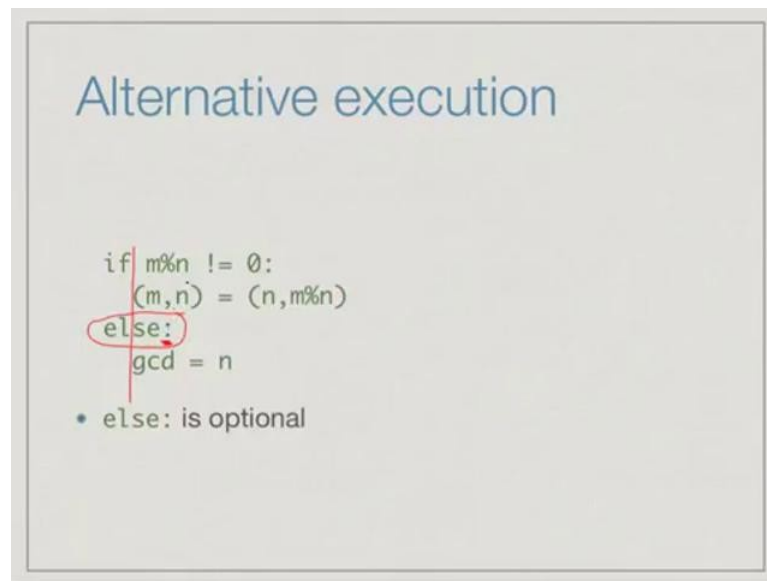 Alternative execution
if m%n != 0:
(m,n) = (n,m%n)
else:
gcd = n
• else: is optional